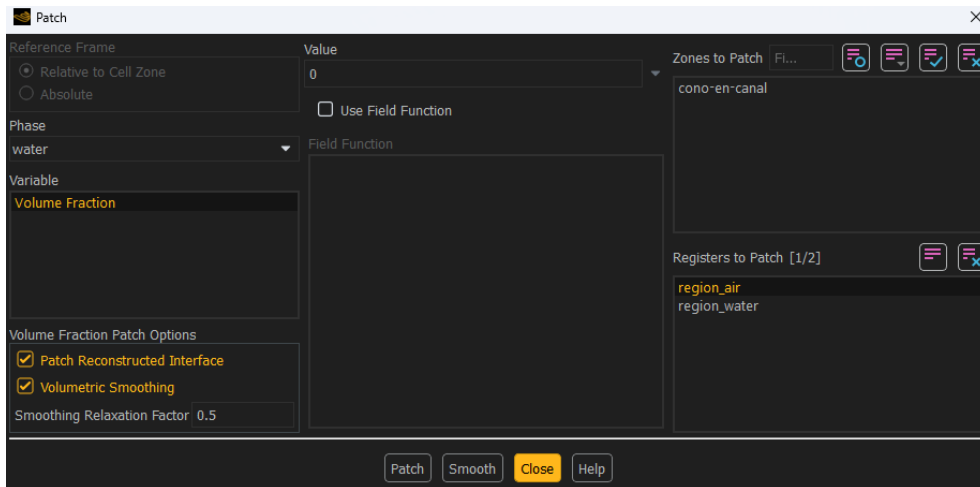 Patch
Reference Frame
Relative to Cell Zone
Absolute
Phase
water
Variable
Volume Fraction
Volume Fraction Patch Options
Patch Reconstructed Interface
Volumetric Smoothing
Smoothing Relaxation Factor 0.5
Value
0
Use Field Function
Field Function
Zones to Patch Fi...
cono-en-canal
Registers to Patch [1/2]
region_air
region_water
Patch Smooth Close Help